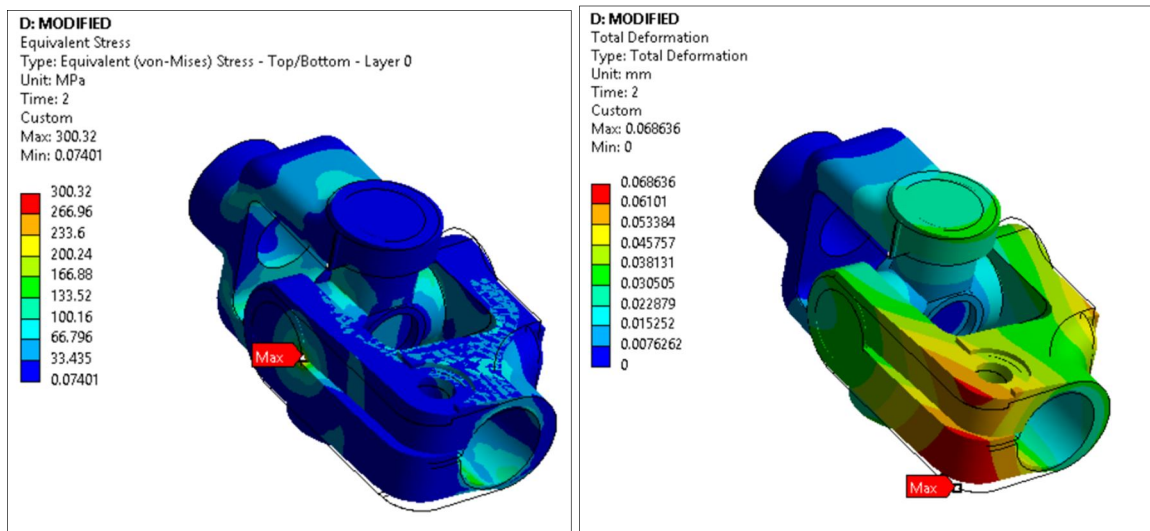 D: MODIFIED
Equivalent Stress
Type: Equivalent (von-Mises) Stress - Top/Bottom - Layer 0
Unit: MPa
Time: 2
Custom
Max: 300.32
Min: 0.07401
300.32
266.96
233.6
200.24
166.88
133.52
100.16
66.796
33.435
0.07401
Max
D: MODIFIED
Total Deformation
Type: Total Deformation
Unit: mm
Time: 2
Custom
Max: 0.068636
Min: 0
0.068636
0.06101
0.053384
0.045757
0.038131
0.030505
0.022879
0.015252
0.0076262
0
Max